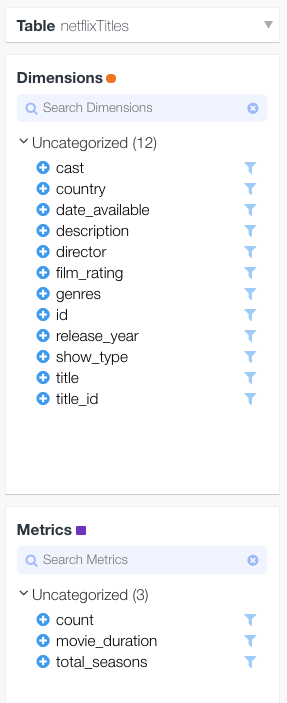 Table netflixTitles
Dimensions
Search Dimensions
Uncategorized (12)
cast
country
date_available
description
director
film_rating
genres
id
release_year
show_type
title
title_id
Metrics
Search Metrics
Uncategorized (3)
count
movie_duration
total_seasons